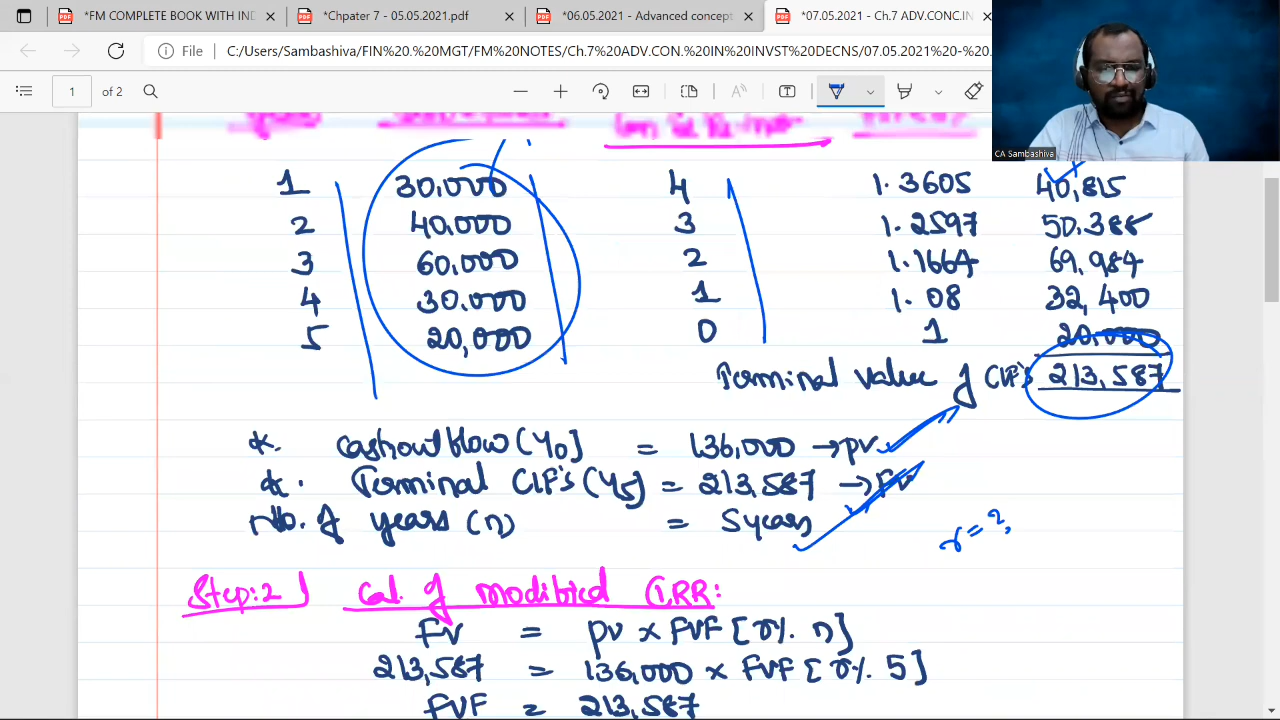 *FM COMPLETE BOOK WITH IND
*Chpater 7 - 05.05.2021.pdf
*06.05.2021 - Advanced concept
*07.05.2021 - Ch.7 ADV.CONC.IN
File C:/Users/Sambashiva/FIN%20.%20MGT/FM%20NOTES/Ch.7%20ADV.CON.%20IN%20INVST%20DECNS/07.05.2021%20-%20.
1 of 2
CA Sambashiva
1 30,000 4 1.3605 40,815
2 40,000 3 1.2597 50,388
3 60,000 2 1.1664 69,984
4 30,000 1 1.08 32,400
5 20,000 0 1 20,000
Terminal value of CIF's 213,587
*. Cashoutflow (Y0) = 136,000 → PV
*. Terminal CIF's (Y5) = 213,587 → FV
No. of years (n) = 5 years
r = ?
Step:2) Cal. of modified IRR:
FV = PV x FVF [r%. n]
213,587 = 136,000 x FVF [r%. 5]
FVF = 213,587